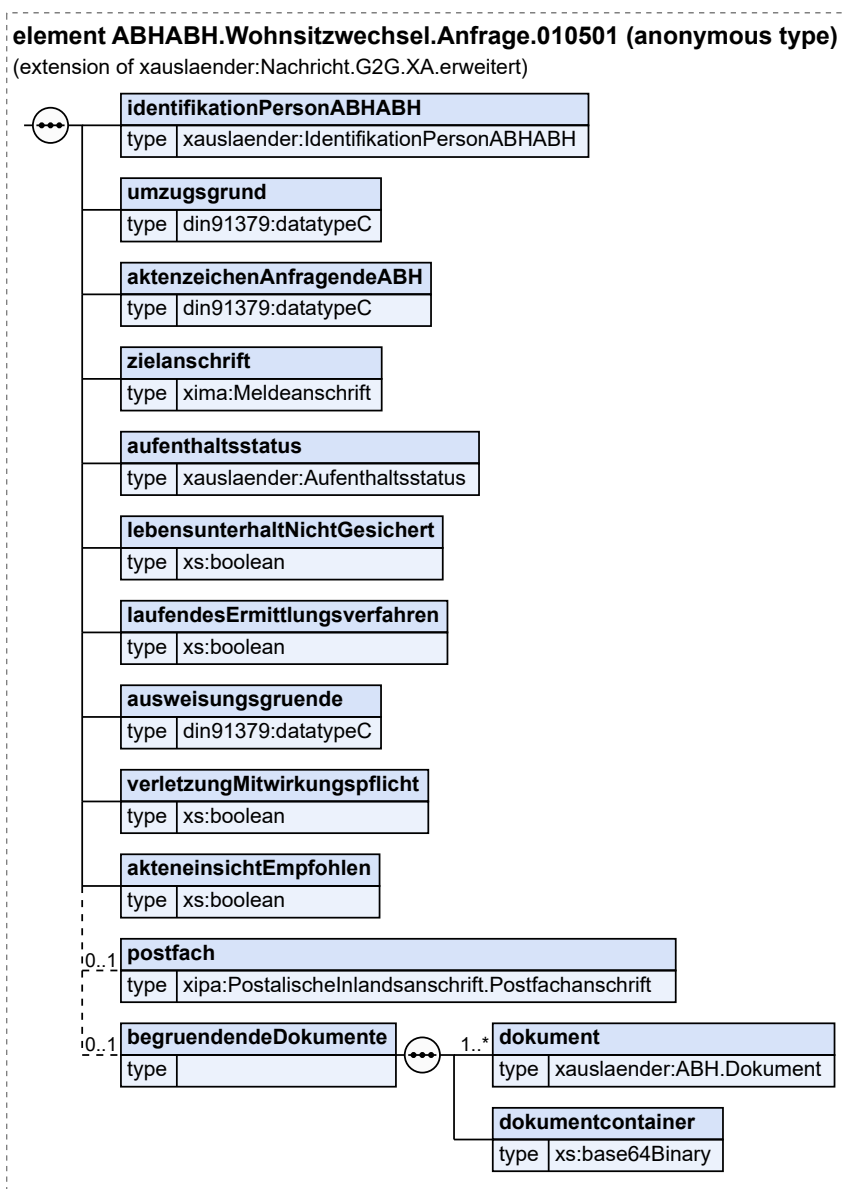 element ABHABH.Wohnsitzwechsel.Anfrage.010501 (anonymous type)
(extension of xauslaender:Nachricht.G2G.XA.erweitert)
identifikationPersonABHABH
type xauslaender:IdentifikationPersonABHABH
umzugsgrund
type din91379:datatypeC
aktenzeichenAnfragendeABH
type din91379:datatypeC
zielanschrift
type xima:Meldeanschrift
aufenthaltsstatus
type xauslaender:Aufenthaltsstatus
lebensunterhaltNichtGesichert
type xs:boolean
laufendesErmittlungsverfahren
type xs:boolean
ausweisungsgruende
type din91379:datatypeC
verletzungMitwirkungspflicht
type xs:boolean
akteneinsichtEmpfohlen
type xs:boolean
0..1 postfach
type xipa:PostalischeInlandsanschrift.Postfachanschrift
0..1 begruendendeDokumente 1..* dokument
type type xauslaender:ABH.Dokument
dokumentcontainer
type xs:base64Binary